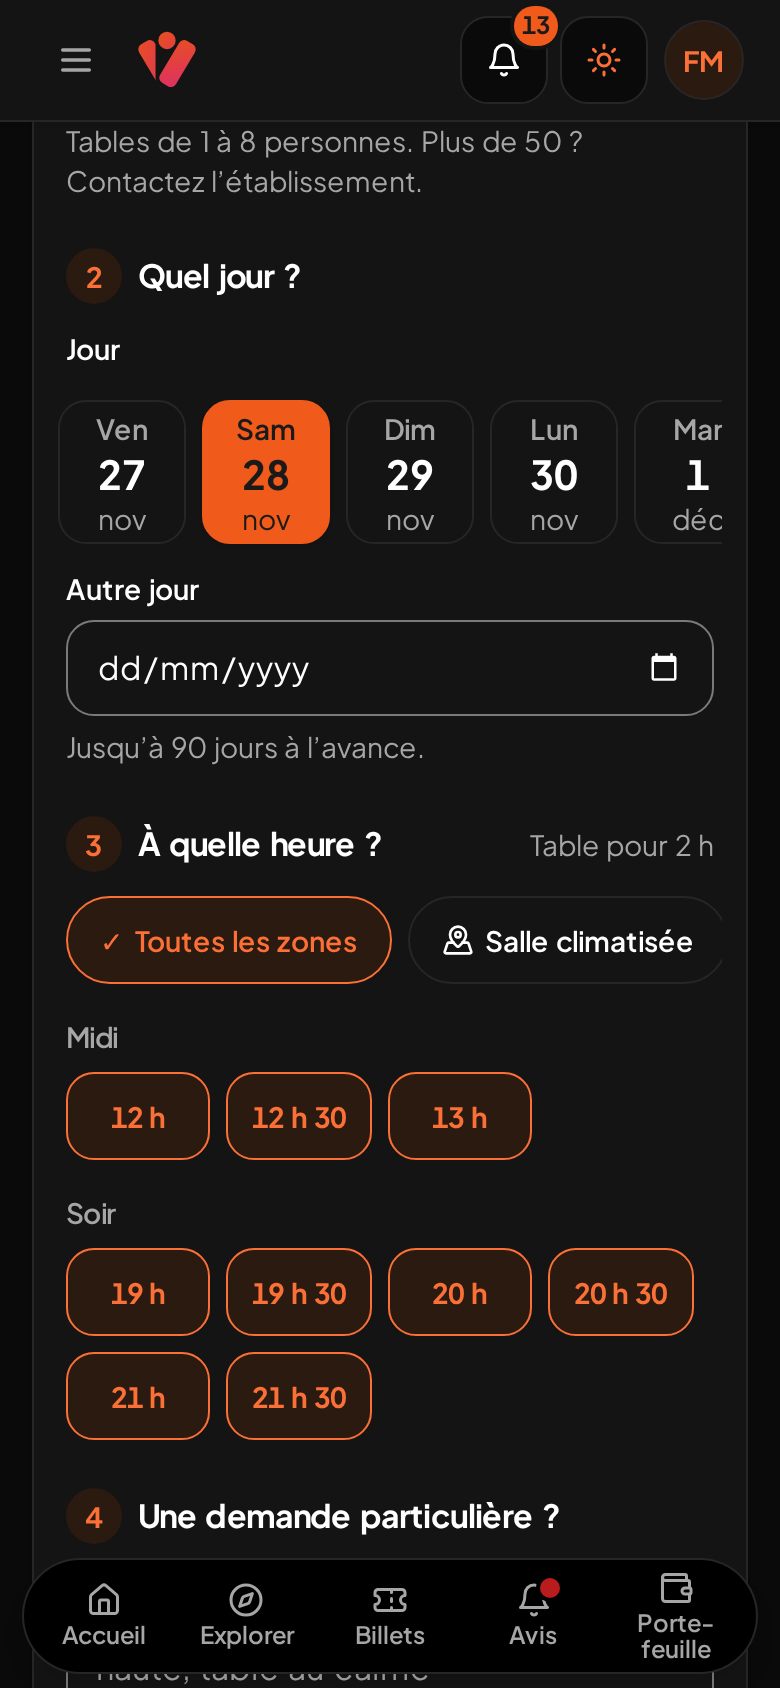 13
FM
Tables de 1 à 8 personnes. Plus de 50 ?
Contactez l’établissement.
2 Quel jour ?
Jour
Ven Sam Dim Lun Mar
27 28 29 30 1
nov nov nov nov déc
Autre jour
dd/mm/yyyy
Jusqu’à 90 jours à l’avance.
3 À quelle heure ? Table pour 2 h
✓ Toutes les zones Salle climatisée
Midi
12 h 12 h 30 13 h
Soir
19 h 19 h 30 20 h 20 h 30
21 h 21 h 30
4 Une demande particulière ?
Accueil Explorer Billets Avis Porte-
feuille
haute, table au calme